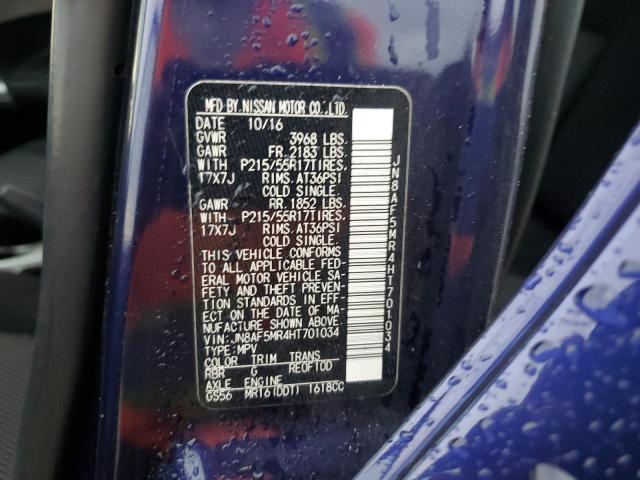 MFD BY NISSAN MOTOR CO., LTD.
DATE 10/16
GVWR 3968 LBS.
GAWR FR. 2183 LBS.
WITH P215/55R17TIRES.
17X7J RIMS. AT36PSI
COLD SINGLE.
GAWR RR. 1852 LBS.
WITH P215/55R17TIRES.
17X7J RIMS. AT36PSI
COLD SINGLE.
THIS VEHICLE CONFORMS
TO ALL APPLICABLE FED-
ERAL MOTOR VEHICLE SA-
FETY AND THEFT PREVEN-
TION STANDARDS IN EFF-
ECT ON THE DATE OF MA-
NUFACTURE SHOWN ABOVE.
VIN: JN8AF5MR4HT701034
TYPE: MPV
COLOR TRIM TRANS
RBR G RE0F10D
AXLE ENGINE
GS56 MR16(DDT) 1618CC
JN8AF5MR4HT701034